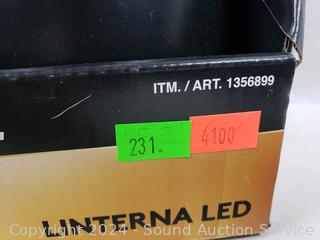 ITM. / ART. 1356899
231.
4100
LINTERNA LED
Copyright 2024 - Sound Auction Service